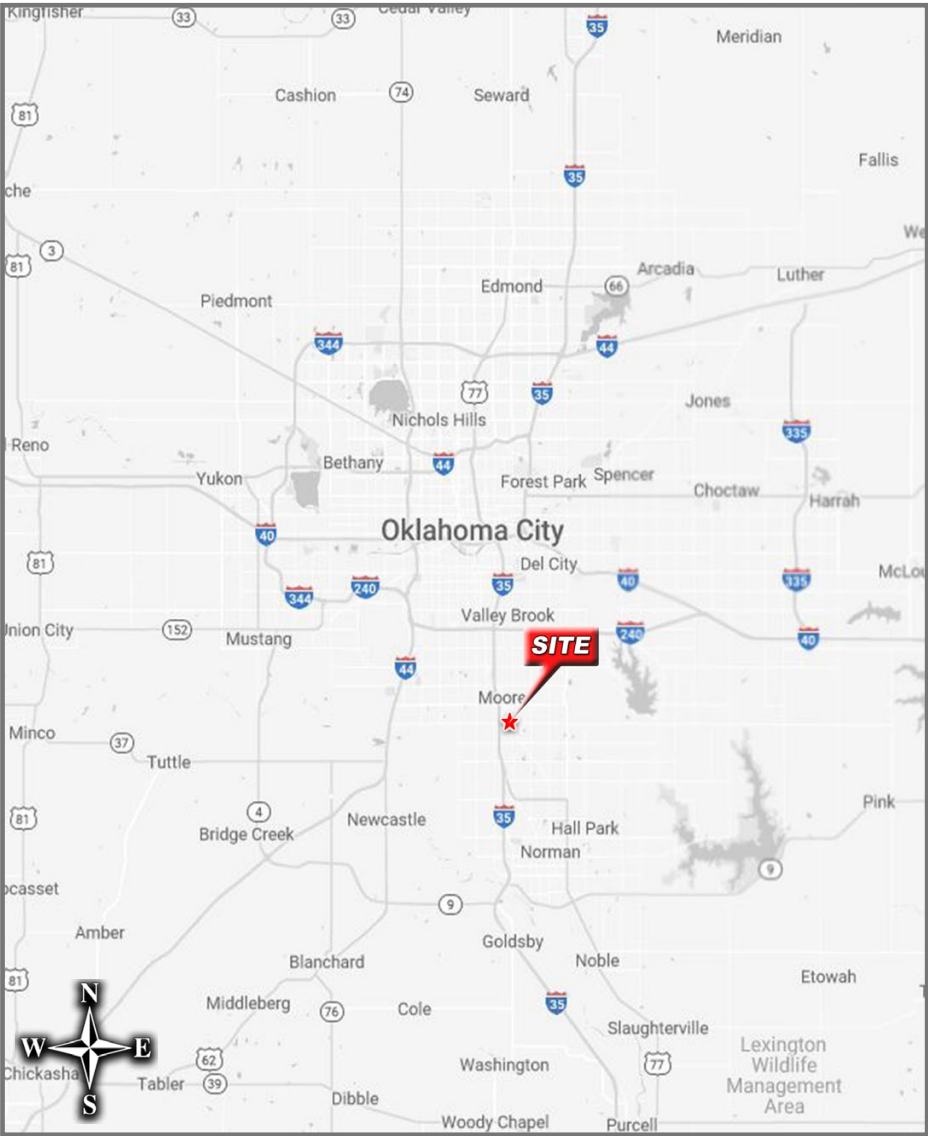 Kingfisher
33
33
Cedar Valley
35
Meridian
81
Cashion
74
Seward
35
Fallis
che
We
3
81
Arcadia
Luther
Edmond
66
Piedmont
344
44
77
35
Jones
Nichols Hills
335
l Reno
Bethany
44
Yukon
Forest Park
Spencer
Choctaw
Harrah
40
Oklahoma City
81
Del City
McLou
344
240
35
40
335
Valley Brook
Union City
152
Mustang
240
40
SITE
44
Moore
Minco
37
Tuttle
81
4
Bridge Creek
Newcastle
35
Hall Park
Pink
Norman
9
ocasset
9
Amber
Goldsby
Blanchard
Noble
81
Etowah
N
Middleberg
76
Cole
35
Slaughterville
W
E
62
Washington
77
Lexington
Wildlife
Management
Area
Chickasha
Tabler
39
S
Dibble
Woody Chapel
Purcell